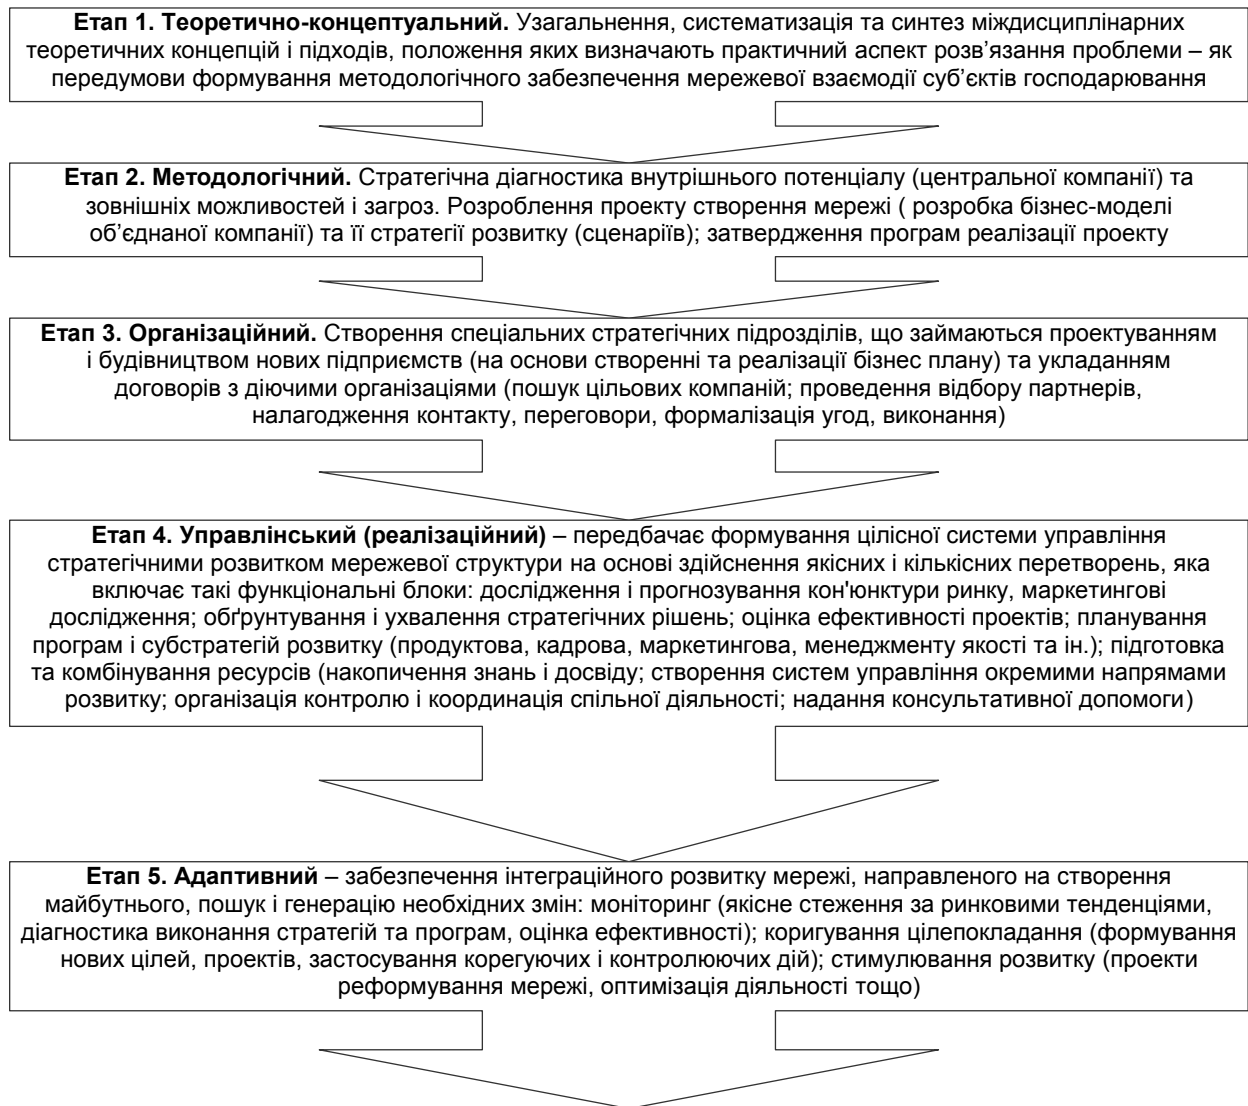 Етап 1. Теоретично-концептуальний. Узагальнення, систематизація та синтез міждисциплінарних
теоретичних концепцій і підходів, положення яких визначають практичний аспект розв’язання проблеми – як
передумови формування методологічного забезпечення мережевої взаємодії суб’єктів господарювання
Етап 2. Методологічний. Стратегічна діагностика внутрішнього потенціалу (центральної компанії) та
зовнішніх можливостей і загроз. Розроблення проекту створення мережі ( розробка бізнес-моделі
об’єднаної компанії) та її стратегії розвитку (сценаріїв); затвердження програм реалізації проекту
Етап 3. Організаційний. Створення спеціальних стратегічних підрозділів, що займаються проектуванням
і будівництвом нових підприємств (на основи створенні та реалізації бізнес плану) та укладанням
договорів з діючими організаціями (пошук цільових компаній; проведення відбору партнерів,
налагодження контакту, переговори, формалізація угод, виконання)
Етап 4. Управлінський (реалізаційний) – передбачає формування цілісної системи управління
стратегічними розвитком мережевої структури на основі здійснення якісних і кількісних перетворень, яка
включає такі функціональні блоки: дослідження і прогнозування кон'юнктури ринку, маркетингові
дослідження; обґрунтування і ухвалення стратегічних рішень; оцінка ефективності проектів; планування
програм і субстратегій розвитку (продуктова, кадрова, маркетингова, менеджменту якості та ін.); підготовка
та комбінування ресурсів (накопичення знань і досвіду; створення систем управління окремими напрямами
розвитку; організація контролю і координація спільної діяльності; надання консультативної допомоги)
Етап 5. Адаптивний – забезпечення інтеграційного розвитку мережі, направленого на створення
майбутнього, пошук і генерацію необхідних змін: моніторинг (якісне стеження за ринковими тенденціями,
діагностика виконання стратегій та програм, оцінка ефективності); коригування цілепокладання (формування
нових цілей, проектів, застосування корегуючих і контролюючих дій); стимулювання розвитку (проекти
реформування мережі, оптимізація діяльності тощо)